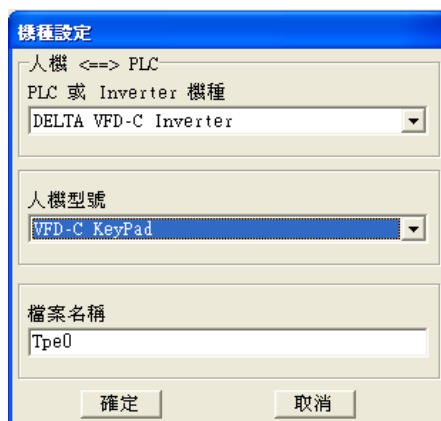 機種設定
人機 <==> PLC
PLC 或 Inverter 機種
DELTA VFD-C Inverter
人機型號
VFD-C KeyPad
檔案名稱
Tpe0
確定 取消